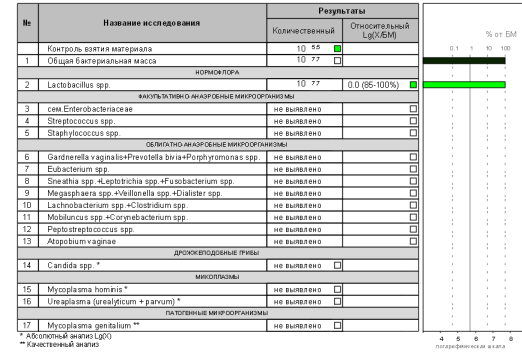 № Название исследования Результаты
Количественный Относительный Lg(X/БМ) % от БМ
Контроль взятия материала 10 5.5 0.1 1 10 100
1 Общая бактериальная масса 10 7.7
НОРМОФЛОРА
2 Lactobacillus spp. 10 7.7 0.0 (85-100%)
ФАКУЛЬТАТИВНО-АНАЭРОБНЫЕ МИКРООРГАНИЗМЫ
3 сем.Enterobacteriaceae не выявлено
4 Streptococcus spp. не выявлено
5 Staphylococcus spp. не выявлено
ОБЛИГАТНО-АНАЭРОБНЫЕ МИКРООРГАНИЗМЫ
6 Gardnerella vaginalis+Prevotella bivia+Porphyromonas spp. не выявлено
7 Eubacterium spp. не выявлено
8 Sneathia spp.+Leptotrichia spp.+Fusobacterium spp. не выявлено
9 Megasphaera spp.+Veillonella spp.+Dialister spp. не выявлено
10 Lachnobacterium spp.+Clostridium spp. не выявлено
11 Mobiluncus spp.+Corynebacterium spp. не выявлено
12 Peptostreptococcus spp. не выявлено
13 Atopobium vaginae не выявлено
ДРОЖЖЕПОДОБНЫЕ ГРИБЫ
14 Candida spp. * не выявлено
МИКОПЛАЗМЫ
15 Mycoplasma hominis * не выявлено
16 Ureaplasma (urealyticum + parvum) * не выявлено
ПАТОГЕННЫЕ МИКРООРГАНИЗМЫ
17 Mycoplasma genitalium ** не выявлено
* Абсолютный анализ Lg(X) 4 5 6 7 8
** Качественный анализ логарифмическая шкала